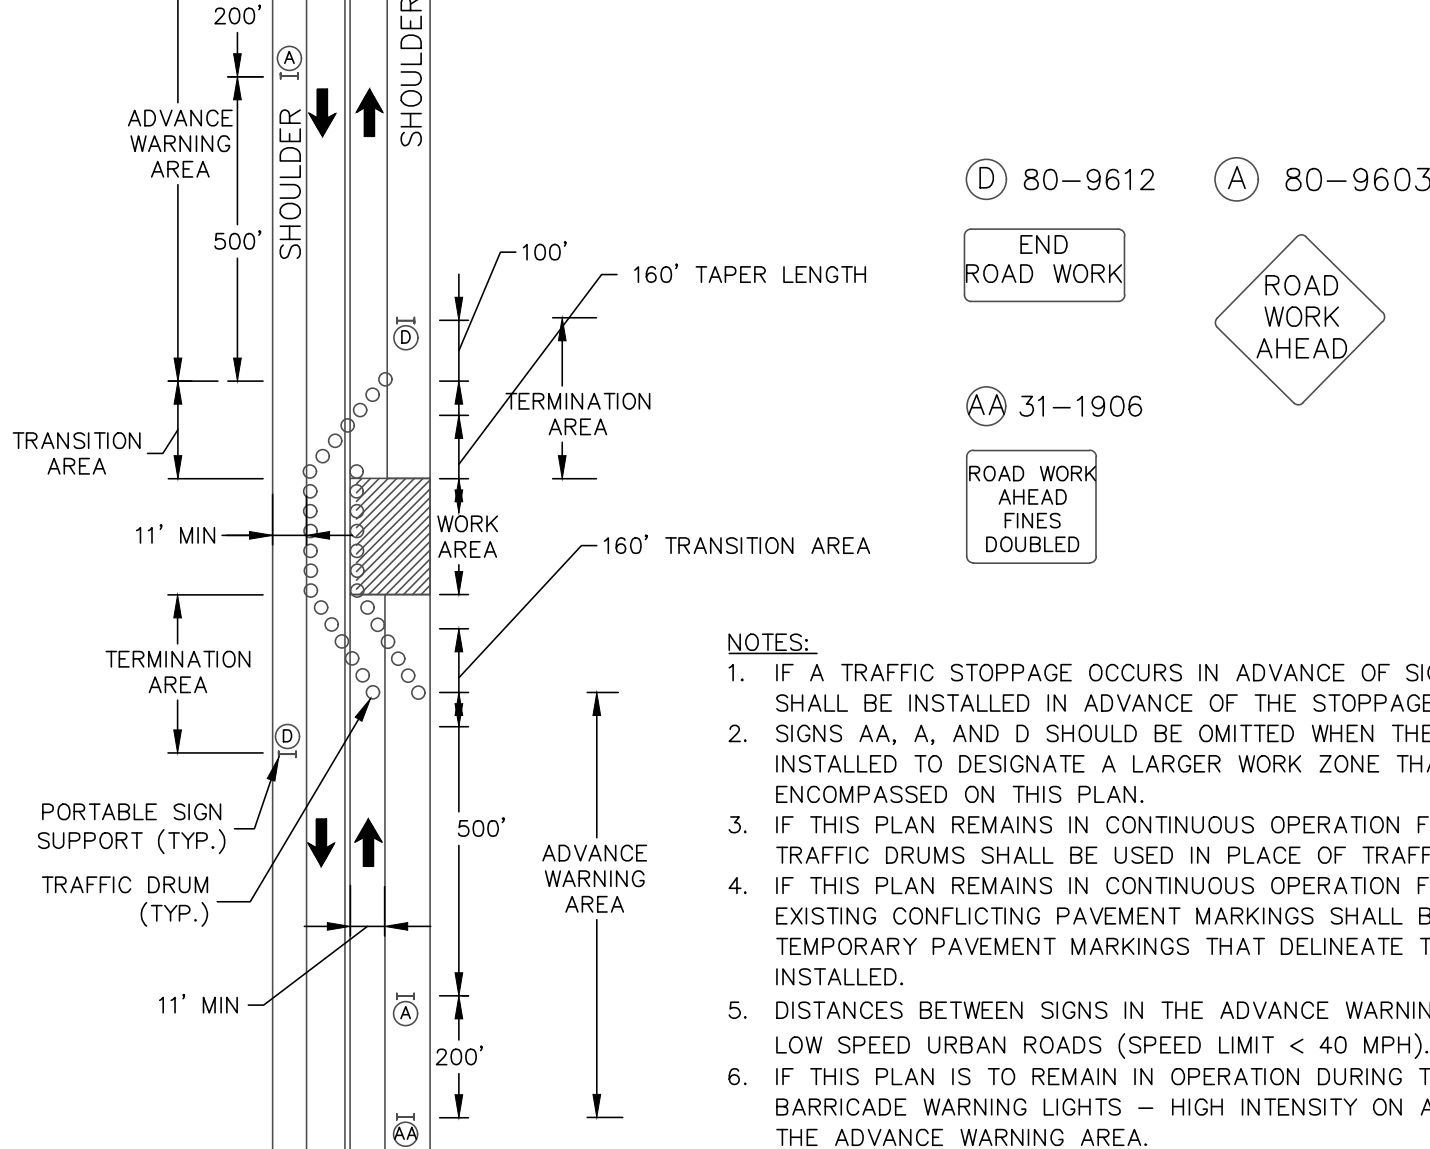 200'
A
SHOULDER
SHOULDER
ADVANCE
WARNING
AREA
500'
100'
160' TAPER LENGTH
D
TERMINATION
AREA
TRANSITION
AREA
11' MIN
WORK
AREA
160' TRANSITION AREA
TERMINATION
AREA
D
PORTABLE SIGN
SUPPORT (TYP.)
TRAFFIC DRUM
(TYP.)
500'
ADVANCE
WARNING
AREA
11' MIN
A
200'
AA
D 80-9612
END
ROAD WORK
A 80-9603
ROAD
WORK
AHEAD
AA 31-1906
ROAD WORK
AHEAD
FINES
DOUBLED
NOTES:
1. IF A TRAFFIC STOPPAGE OCCURS IN ADVANCE OF
SHALL BE INSTALLED IN ADVANCE OF THE STOPPAGE
2. SIGNS AA, A, AND D SHOULD BE OMITTED WHEN THE
INSTALLED TO DESIGNATE A LARGER WORK ZONE
ENCOMPASSED ON THIS PLAN.
3. IF THIS PLAN REMAINS IN CONTINUOUS OPERATION
TRAFFIC DRUMS SHALL BE USED IN PLACE OF
4. IF THIS PLAN REMAINS IN CONTINUOUS OPERATION
EXISTING CONFLICTING PAVEMENT MARKINGS SHALL
TEMPORARY PAVEMENT MARKINGS THAT DELINEATE
INSTALLED.
5. DISTANCES BETWEEN SIGNS IN THE ADVANCE
LOW SPEED URBAN ROADS (SPEED LIMIT < 40 MPH).
6. IF THIS PLAN IS TO REMAIN IN OPERATION DURING
BARRICADE WARNING LIGHTS – HIGH INTENSITY ON
THE ADVANCE WARNING AREA.